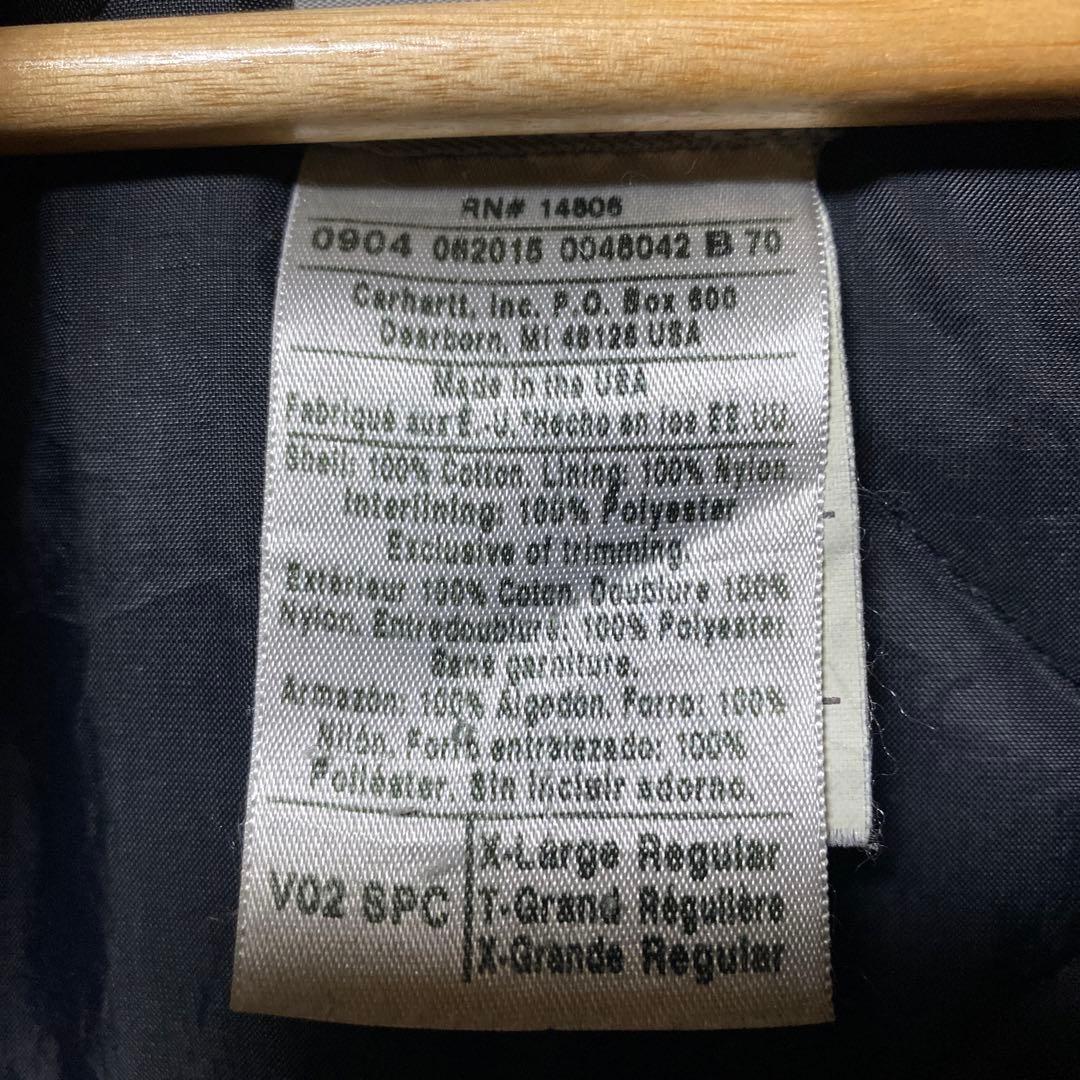 RN# 14806
0904 062015 0048042 B 70
Carhartt, Inc. P.O. Box 600
Dearborn, MI 48126 USA
Made in the USA
Fabriqué aux É.-U.*Hecho en los EE.UU
Shell: 100% Cotton. Lining: 100% Nylon
Interlining: 100% Polyester
Exclusive of trimming.
Extérieur: 100% Coton. Doublure 100%
Nylon. Entredoublure: 100% Polyester.
Sans garniture.
Armazón: 100% Algodón. Forro: 100%
Nilón. Forro entralazado: 100%
Poliéster. Sin incluir adorno.
V02 SPC
X-Large Regular
T-Grand Régulière
X-Grande Regular